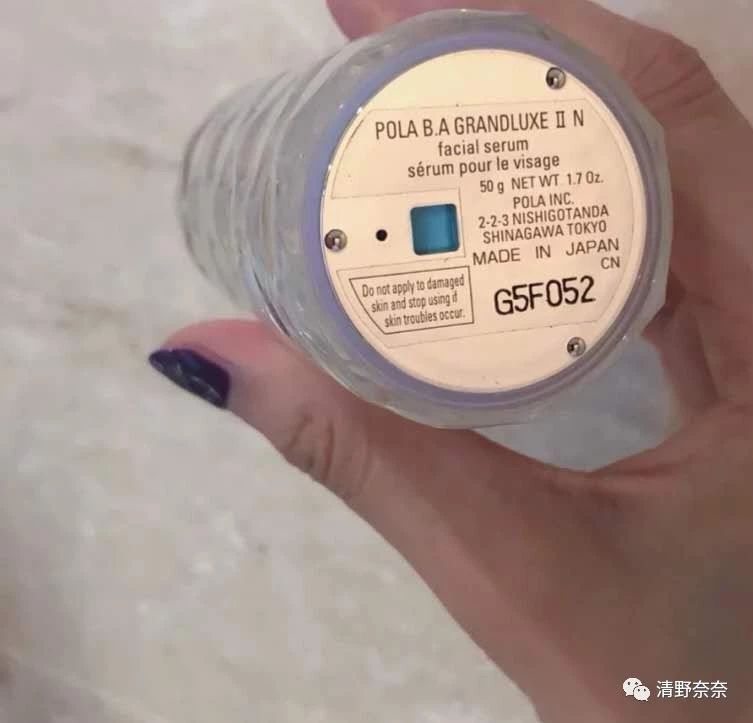 POLA B.A GRANDLUXE Ⅱ N
facial serum
sérum pour le visage
50 g NET WT. 1.7 Oz.
POLA INC.
2-2-3 NISHIGOTANDA
SHINAGAWA TOKYO
MADE IN JAPAN
CN
Do not apply to damaged
skin and stop using if
skin troubles occur.
G5F052
清野奈奈